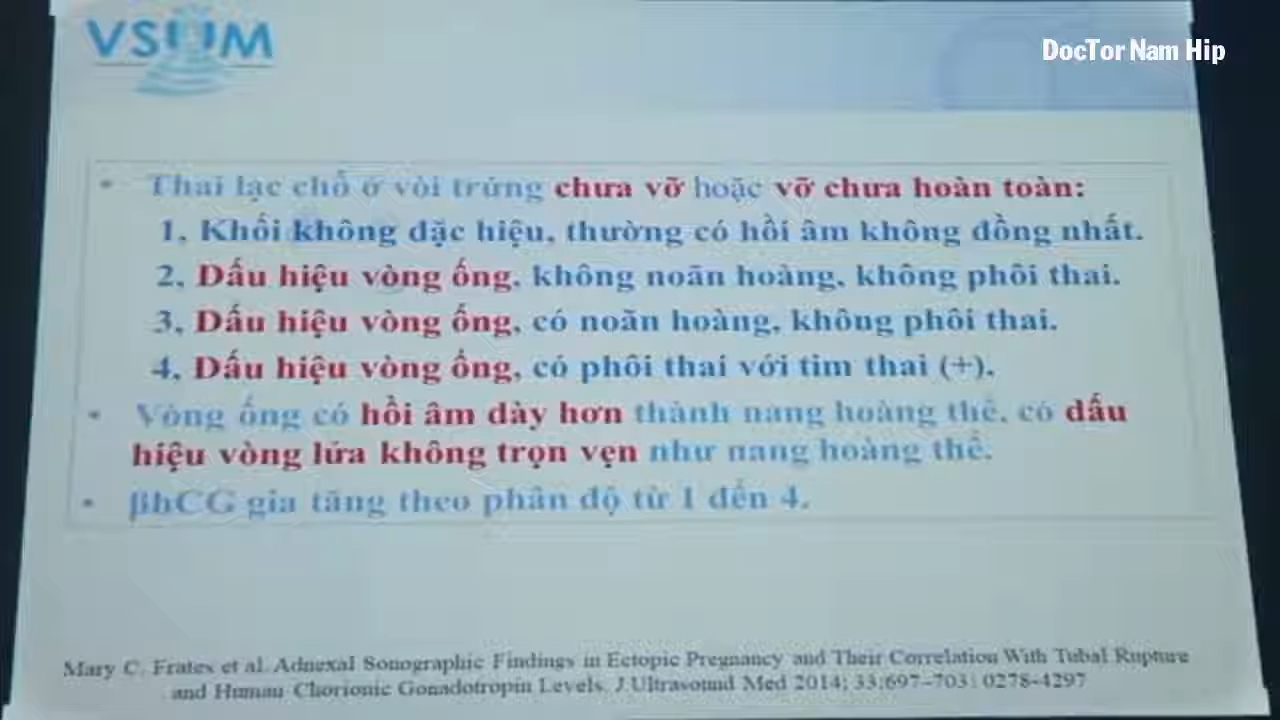 VSUM
DocTor Nam Hip
• Thai lạc chỗ ở vòi trứng chưa vỡ hoặc vỡ chưa hoàn toàn:
1, Khối không đặc hiệu, thường có hồi âm không đồng nhất.
2, Dấu hiệu vòng ống, không noãn hoàng, không phôi thai.
3, Dấu hiệu vòng ống, có noãn hoàng, không phôi thai.
4, Dấu hiệu vòng ống, có phôi thai với tim thai (+).
• Vòng ống có hồi âm dày hơn thành nang hoàng thể, có dấu
hiệu vòng lửa không trọn vẹn như nang hoàng thể.
• βhCG gia tăng theo phân độ từ 1 đến 4.
Mary C. Frates et al. Adnexal Sonographic Findings in Ectopic Pregnancy and Their Correlation With Tubal Rupture
and Human Chorionic Gonadotropin Levels. J Ultrasound Med 2014; 33:697–703 | 0278-4297